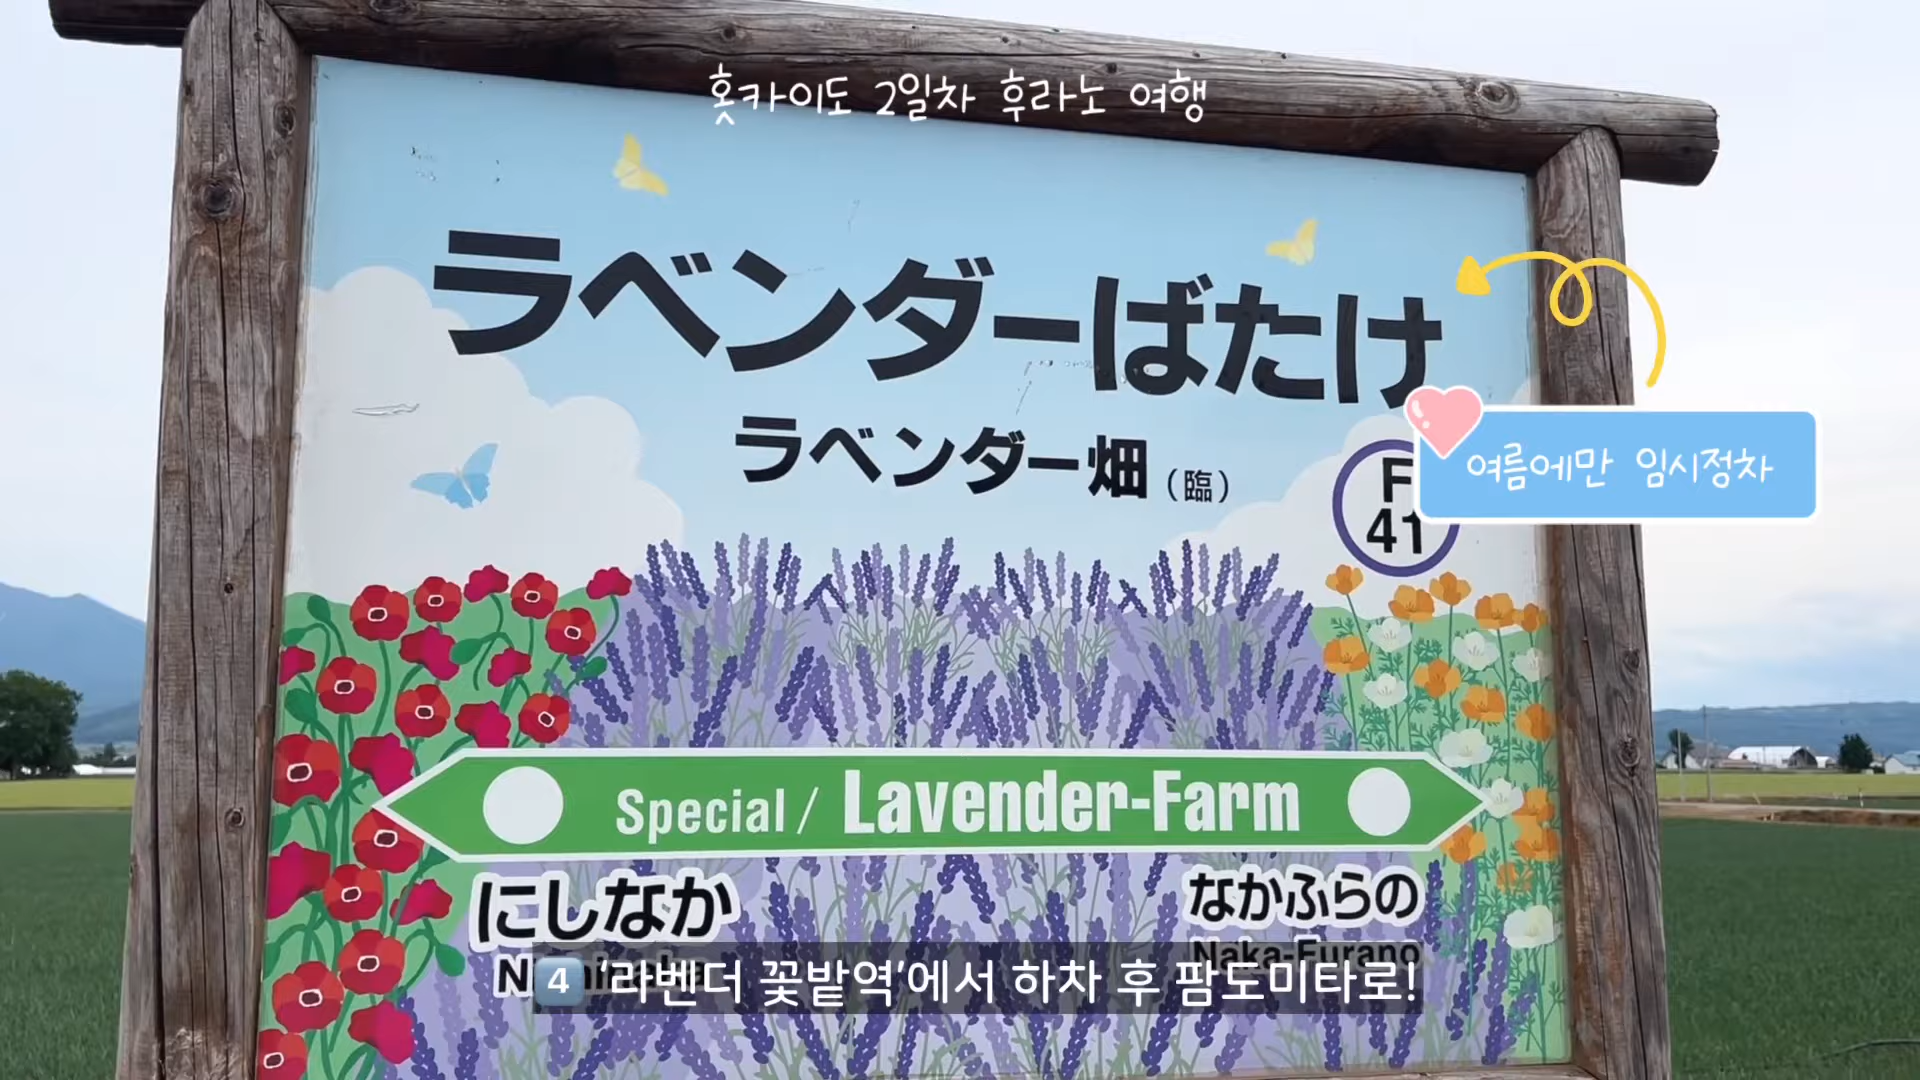 홋카이도 2일차 후라노 여행
ラベンダーばたけ
ラベンダー畑（臨）
여름에만 임시정차
41
Special / Lavender-Farm
にしなか
なかふらの
Naka-Furano
4 '라벤더 꽃밭역'에서 하차 후 팜도미타로!